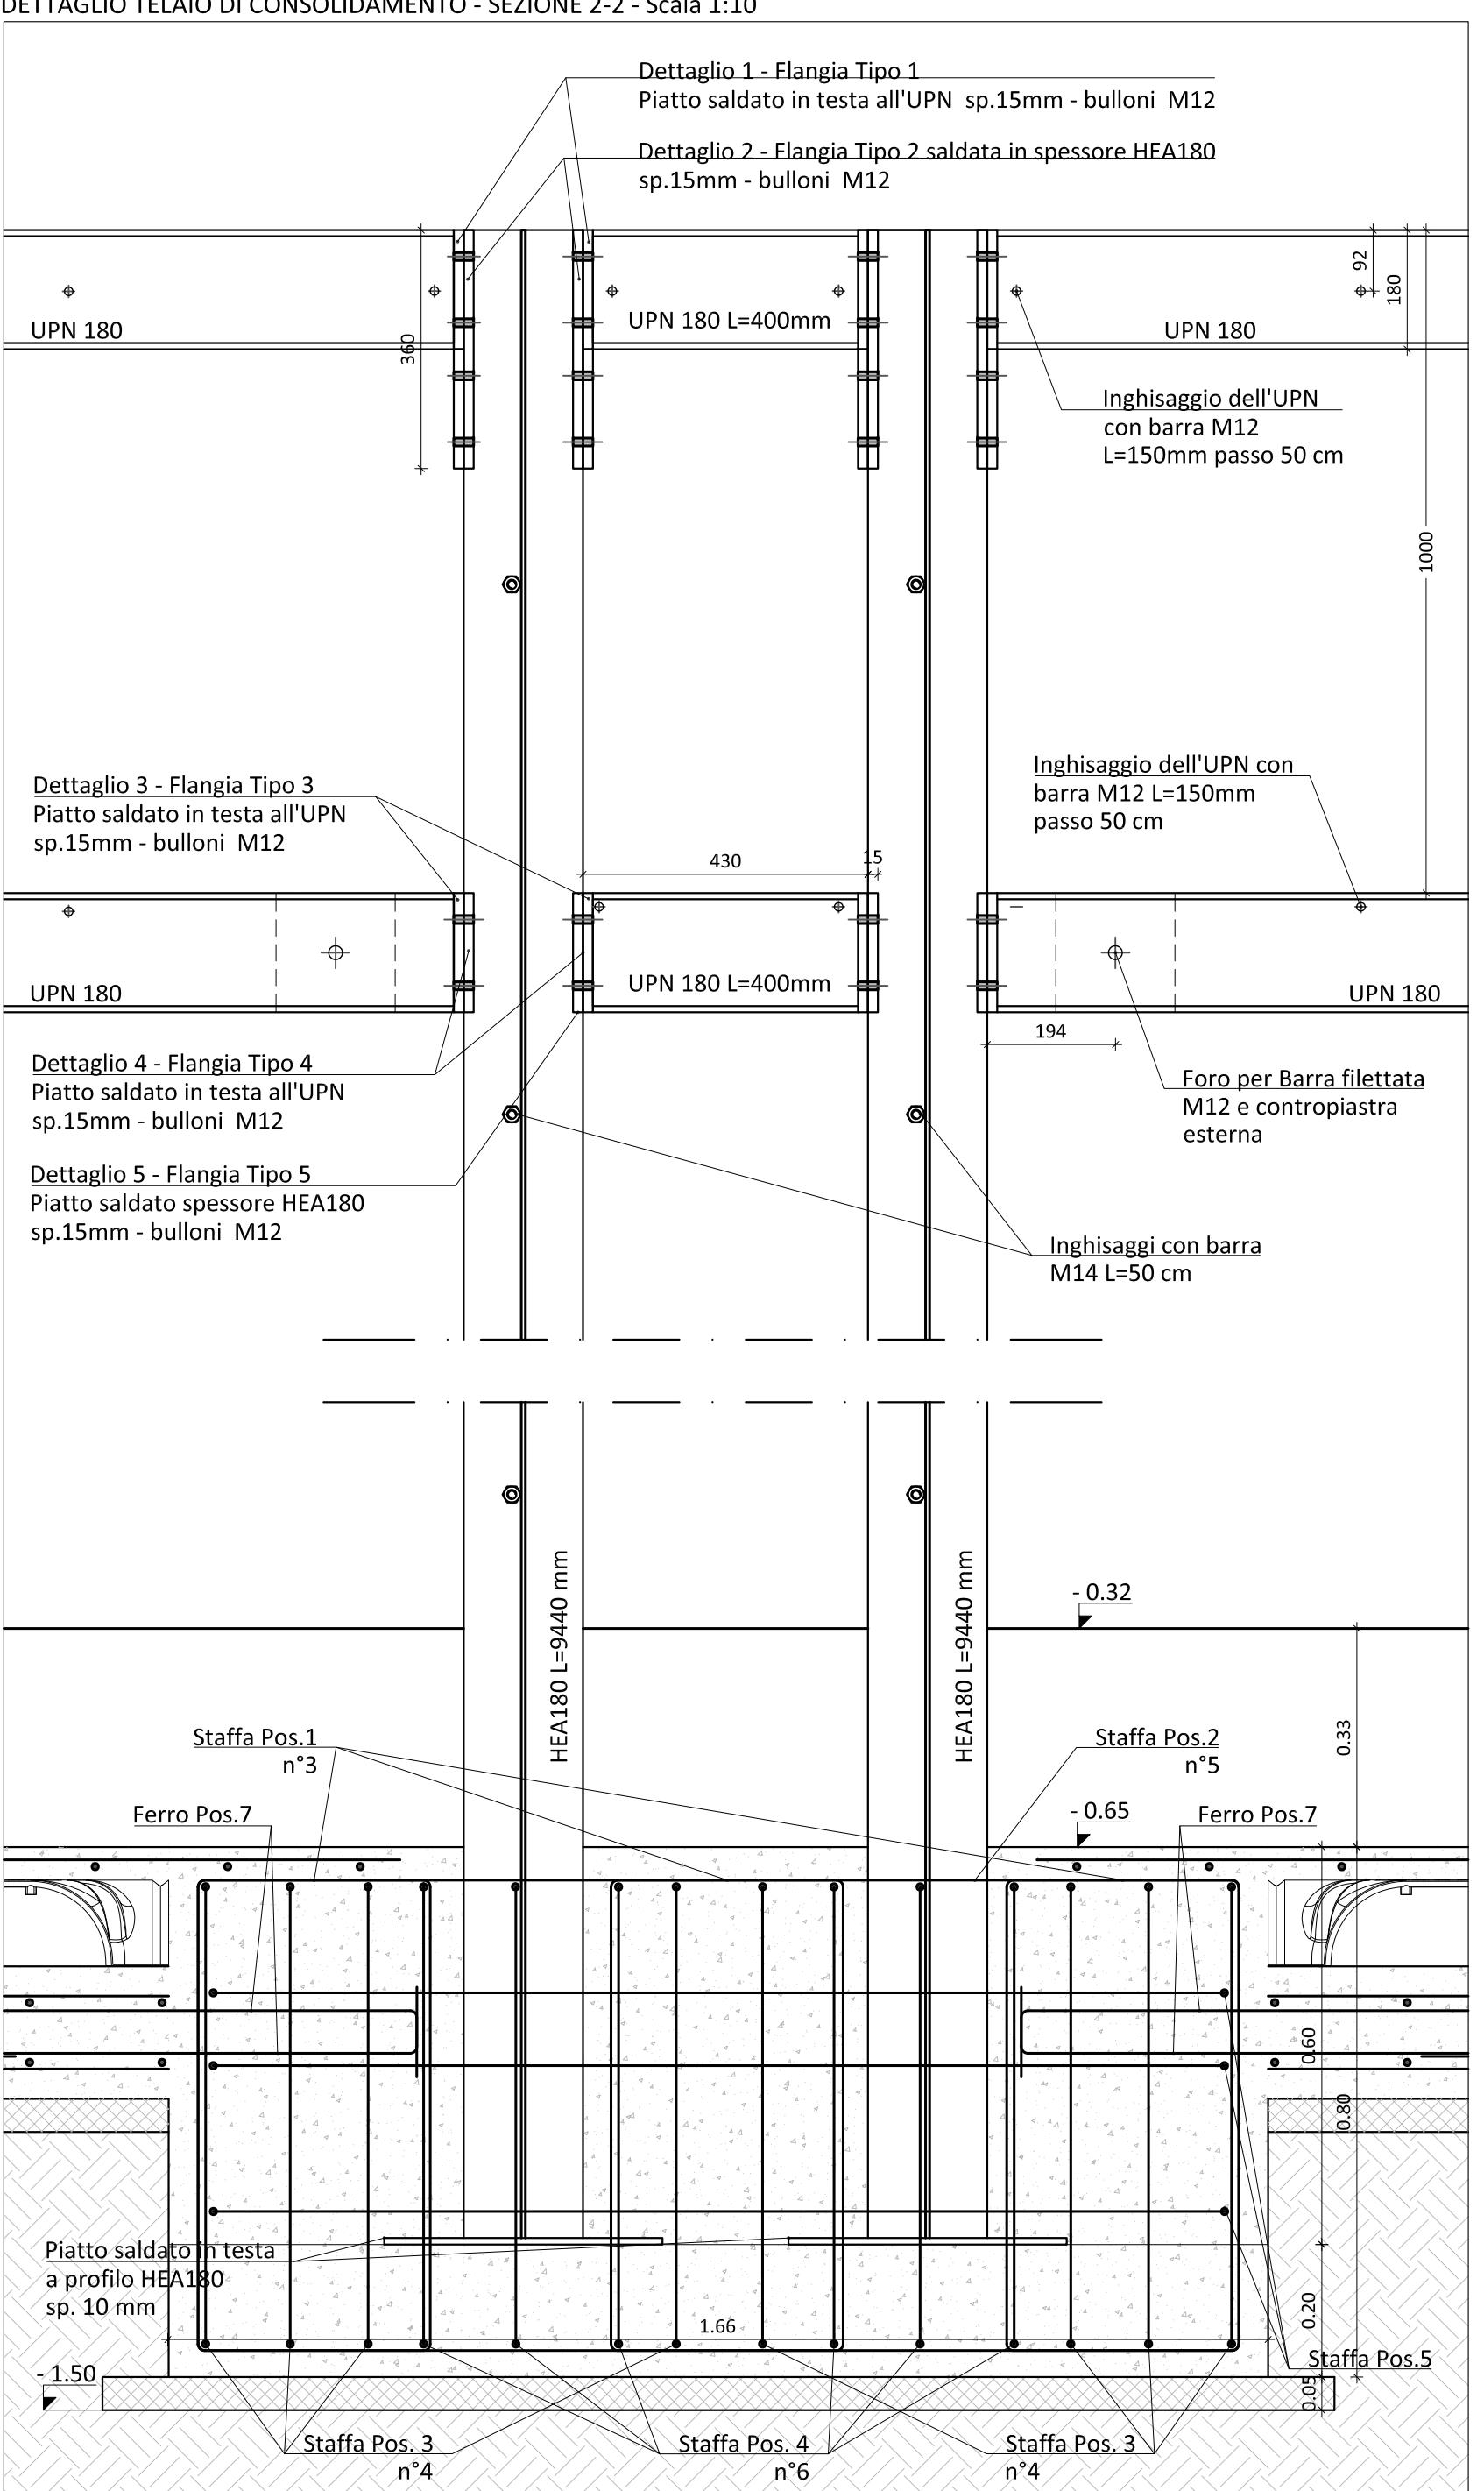 DETTAGLIO TELAIO DI CONSOLIDAMENTO - SEZIONE 2-2 - Scala 1:10
Dettaglio 1 - Flangia Tipo 1
Piatto saldato in testa all'UPN sp.15mm - bulloni M12
Dettaglio 2 - Flangia Tipo 2 saldata in spessore HEA180
sp.15mm - bulloni M12
92
180
UPN 180
UPN 180 L=400mm
UPN 180
360
Inghisaggio dell'UPN
con barra M12
L=150mm passo 50 cm
1000
Dettaglio 3 - Flangia Tipo 3
Piatto saldato in testa all'UPN
sp.15mm - bulloni M12
Inghisaggio dell'UPN con
barra M12 L=150mm
passo 50 cm
430
15
UPN 180
UPN 180 L=400mm
UPN 180
194
Dettaglio 4 - Flangia Tipo 4
Piatto saldato in testa all'UPN
sp.15mm - bulloni M12
Foro per Barra filettata
M12 e contropiastra
esterna
Dettaglio 5 - Flangia Tipo 5
Piatto saldato spessore HEA180
sp.15mm - bulloni M12
Inghisaggi con barra
M14 L=50 cm
HEA180 L=9440 mm
HEA180 L=9440 mm
- 0.32
0.33
Staffa Pos.1
n°3
Staffa Pos.2
n°5
Ferro Pos.7
- 0.65
Ferro Pos.7
0.60
0.80
Piatto saldato in testa
a profilo HEA180
sp. 10 mm
0.20
1.66
Staffa Pos.5
- 1.50
0.05
Staffa Pos. 3
n°4
Staffa Pos. 4
n°6
Staffa Pos. 3
n°4